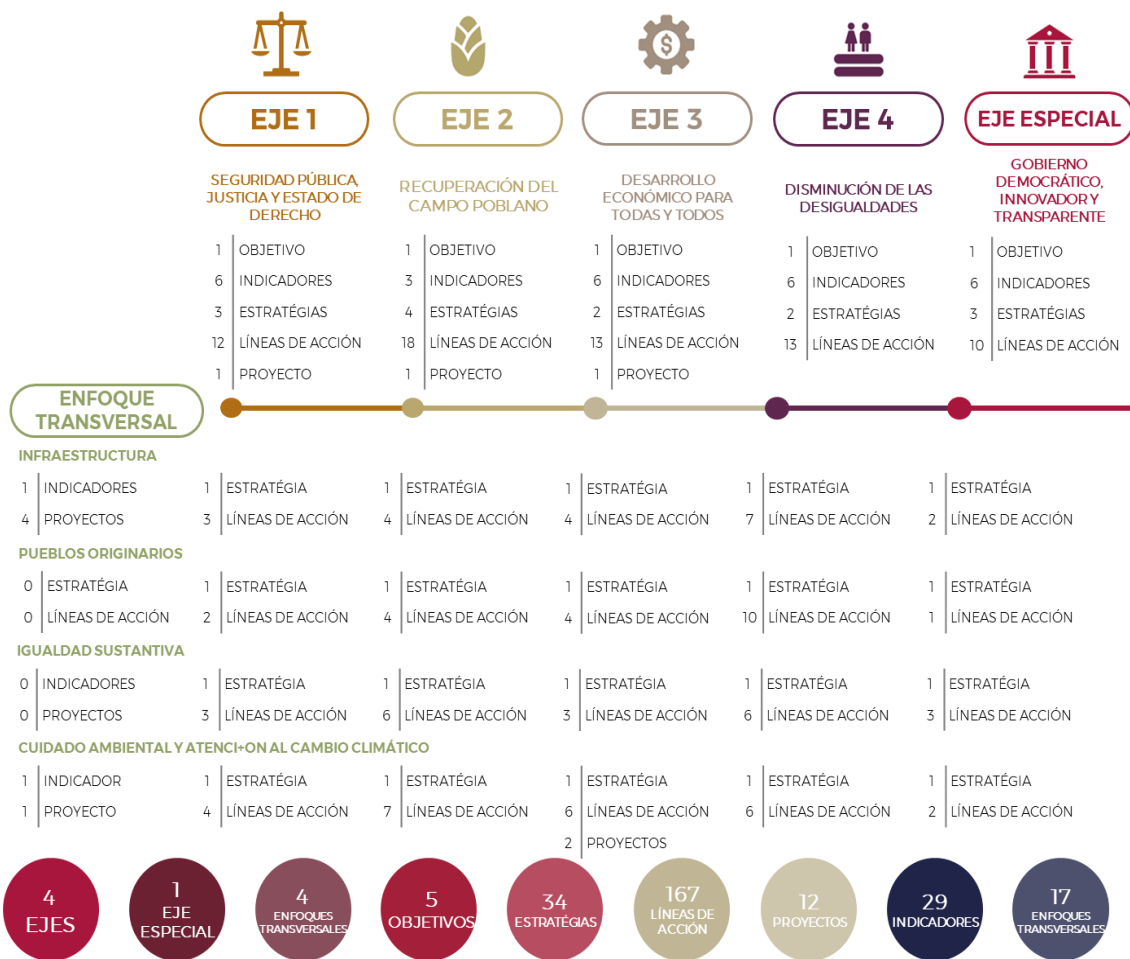 $
EJE 1
EJE 2
EJE 3
EJE 4
EJE ESPECIAL
SEGURIDAD PÚBLICA,
JUSTICIA Y ESTADO DE
DERECHO
RECUPERACIÓN DEL
CAMPO POBLANO
DESARROLLO
ECONÓMICO PARA
TODAS Y TODOS
DISMINUCIÓN DE LAS
DESIGUALDADES
GOBIERNO
DEMOCRÁTICO,
INNOVADOR Y
TRANSPARENTE
1 OBJETIVO
6 INDICADORES
3 ESTRATÉGIAS
12 LÍNEAS DE ACCIÓN
1 PROYECTO
1 OBJETIVO
3 INDICADORES
4 ESTRATÉGIAS
18 LÍNEAS DE ACCIÓN
1 PROYECTO
1 OBJETIVO
6 INDICADORES
2 ESTRATÉGIAS
13 LÍNEAS DE ACCIÓN
1 PROYECTO
1 OBJETIVO
6 INDICADORES
2 ESTRATÉGIAS
13 LÍNEAS DE ACCIÓN
1 OBJETIVO
6 INDICADORES
3 ESTRATÉGIAS
10 LÍNEAS DE ACCIÓN
ENFOQUE
TRANSVERSAL
INFRAESTRUCTURA
1 INDICADORES
4 PROYECTOS
1 ESTRATÉGIA
3 LÍNEAS DE ACCIÓN
1 ESTRATÉGIA
4 LÍNEAS DE ACCIÓN
1 ESTRATÉGIA
4 LÍNEAS DE ACCIÓN
1 ESTRATÉGIA
7 LÍNEAS DE ACCIÓN
1 ESTRATÉGIA
2 LÍNEAS DE ACCIÓN
PUEBLOS ORIGINARIOS
0 ESTRATÉGIA
0 LÍNEAS DE ACCIÓN
1 ESTRATÉGIA
2 LÍNEAS DE ACCIÓN
1 ESTRATÉGIA
4 LÍNEAS DE ACCIÓN
1 ESTRATÉGIA
4 LÍNEAS DE ACCIÓN
1 ESTRATÉGIA
10 LÍNEAS DE ACCIÓN
1 ESTRATÉGIA
1 LÍNEAS DE ACCIÓN
IGUALDAD SUSTANTIVA
0 INDICADORES
0 PROYECTOS
1 ESTRATÉGIA
3 LÍNEAS DE ACCIÓN
1 ESTRATÉGIA
6 LÍNEAS DE ACCIÓN
1 ESTRATÉGIA
3 LÍNEAS DE ACCIÓN
1 ESTRATÉGIA
6 LÍNEAS DE ACCIÓN
1 ESTRATÉGIA
3 LÍNEAS DE ACCIÓN
CUIDADO AMBIENTAL Y ATENCI+ON AL CAMBIO CLIMÁTICO
1 INDICADOR
1 PROYECTO
1 ESTRATÉGIA
4 LÍNEAS DE ACCIÓN
1 ESTRATÉGIA
7 LÍNEAS DE ACCIÓN
1 ESTRATÉGIA
6 LÍNEAS DE ACCIÓN
2 PROYECTOS
1 ESTRATÉGIA
6 LÍNEAS DE ACCIÓN
1 ESTRATÉGIA
2 LÍNEAS DE ACCIÓN
4
EJES
1
EJE
ESPECIAL
4
ENFOQUES
TRANSVERSALES
5
OBJETIVOS
34
ESTRATÉGIAS
167
LÍNEAS DE
ACCIÓN
12
PROYECTOS
29
INDICADORES
17
ENFOQUES
TRANSVERSALES